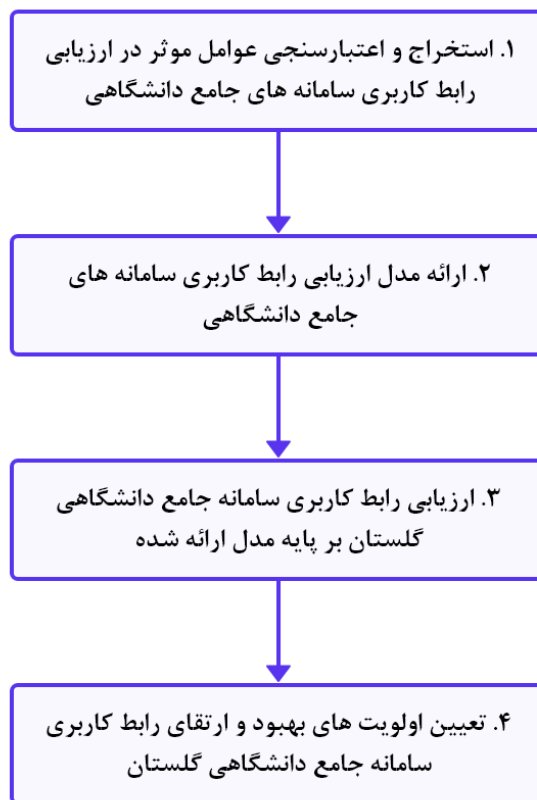 ۱. استخراج و اعتبارسنجی عوامل موثر در ارزیابی
رابط کاربری سامانه های جامع دانشگاهی
۲. ارائه مدل ارزیابی رابط کاربری سامانه های
جامع دانشگاهی
۳. ارزیابی رابط کاربری سامانه جامع دانشگاهی
گلستان بر پایه مدل ارائه شده
۴. تعیین اولویت های بهبود و ارتقای رابط کاربری
سامانه جامع دانشگاهی گلستان